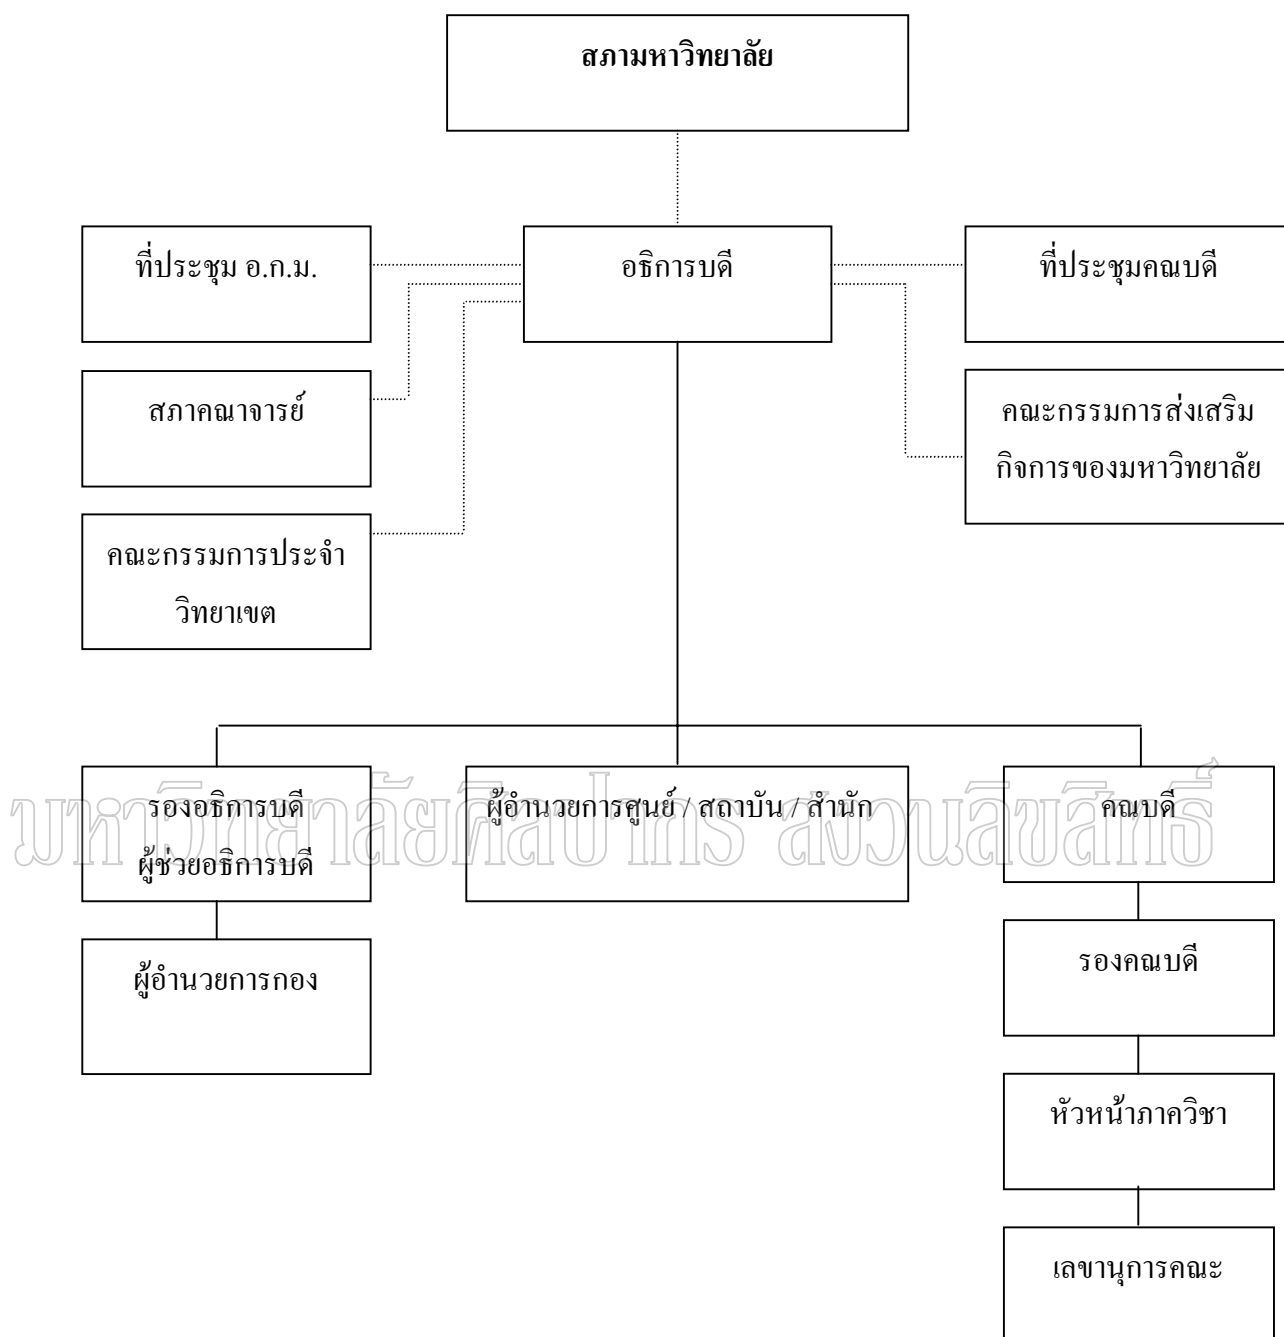 สภามหาวิทยาลัย
ที่ประชุม อ.ก.ม.
อธิการบดี
ที่ประชุมคณบดี
สภาคณาจารย์
คณะกรรมการส่งเสริม
กิจการของมหาวิทยาลัย
คณะกรรมการประจำ
วิทยาเขต
รองอธิการบดี
ผู้ช่วยอธิการบดี
ผู้อำนวยการศูนย์ / สถาบัน / สำนัก
คณบดี
มหาวิทยาลัยศิลปากร สงวนลิขสิทธิ์
ผู้อำนวยการกอง
รองคณบดี
หัวหน้าภาควิชา
เลขานุการคณะ